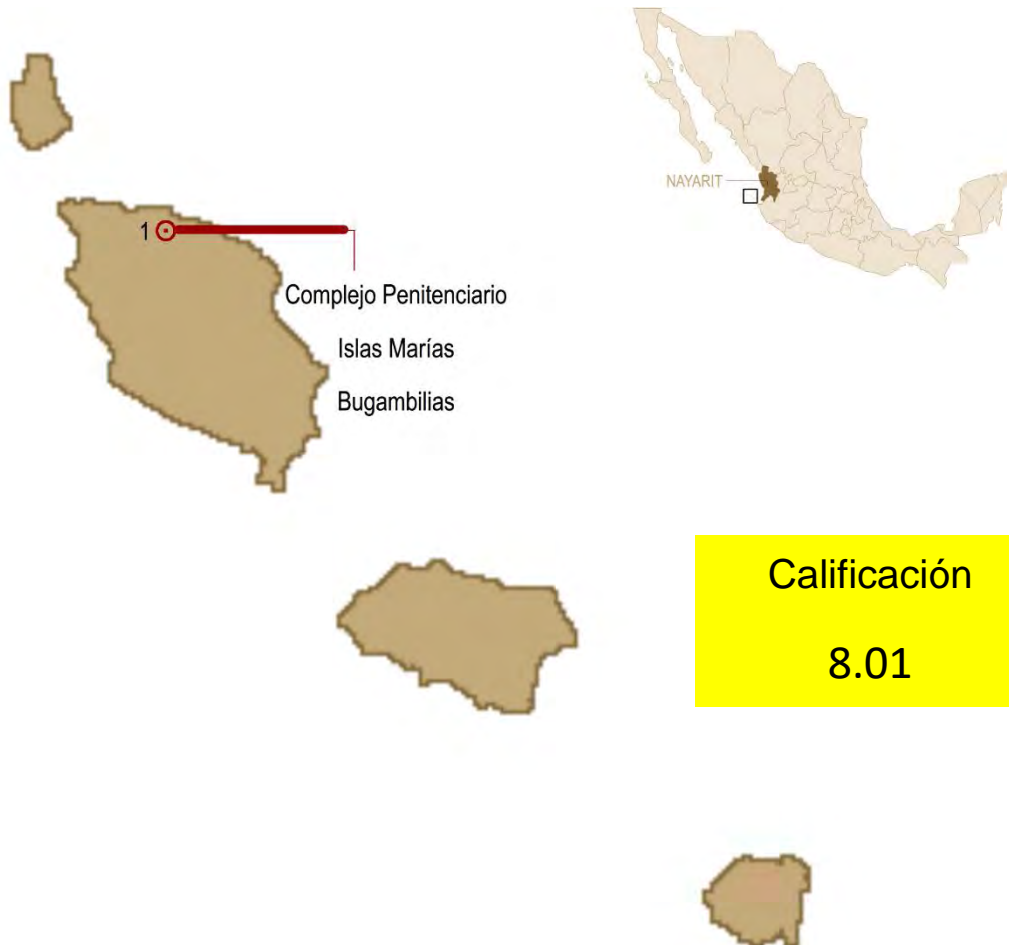 NAYARIT
1
Complejo Penitenciario
Islas Marías
Bugambilias
Calificación
8.01